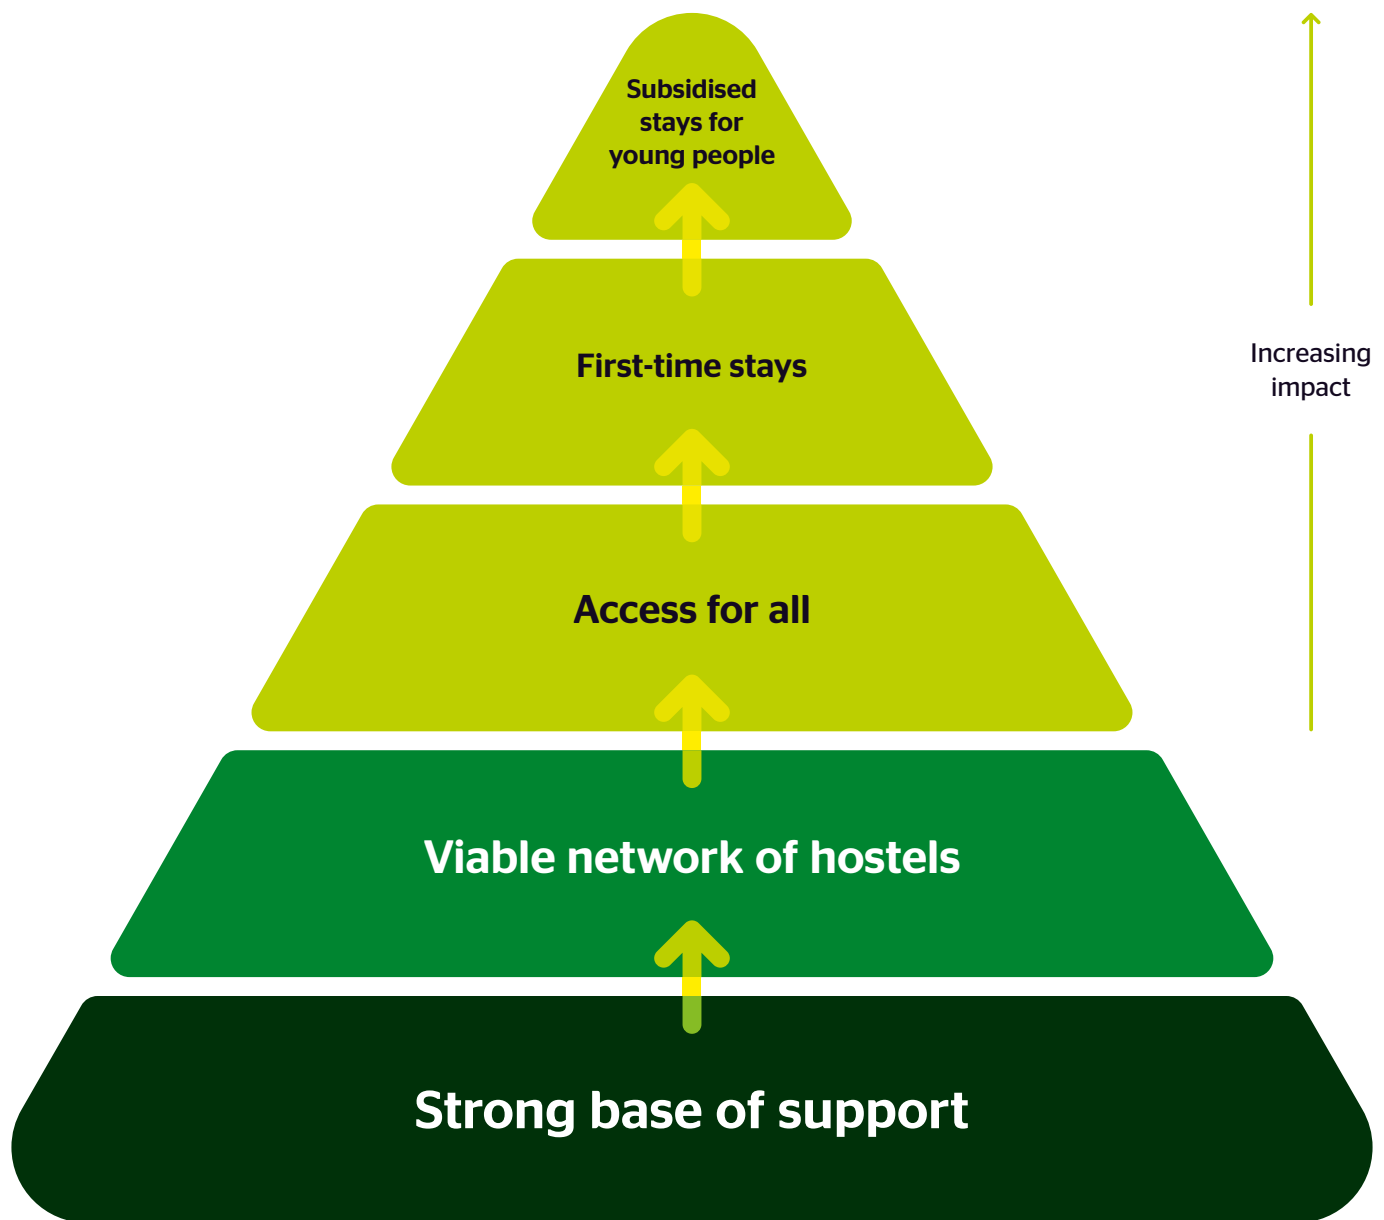 Subsidised
stays for
young people
First-time stays
Increasing
impact
Access for all
Viable network of hostels
Strong base of support